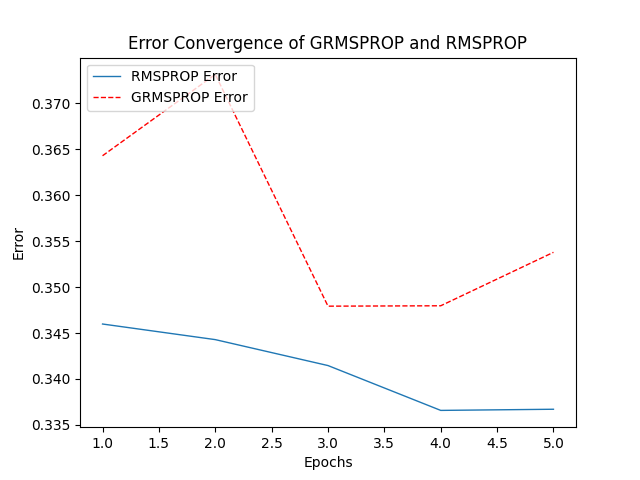 Error Convergence of GRMSPROP and RMSPROP
RMSPROP Error
GRMSPROP Error
0.370
0.365
0.360
0.355
0.350
0.345
0.340
0.335
Error
1.0 1.5 2.0 2.5 3.0 3.5 4.0 4.5 5.0
Epochs